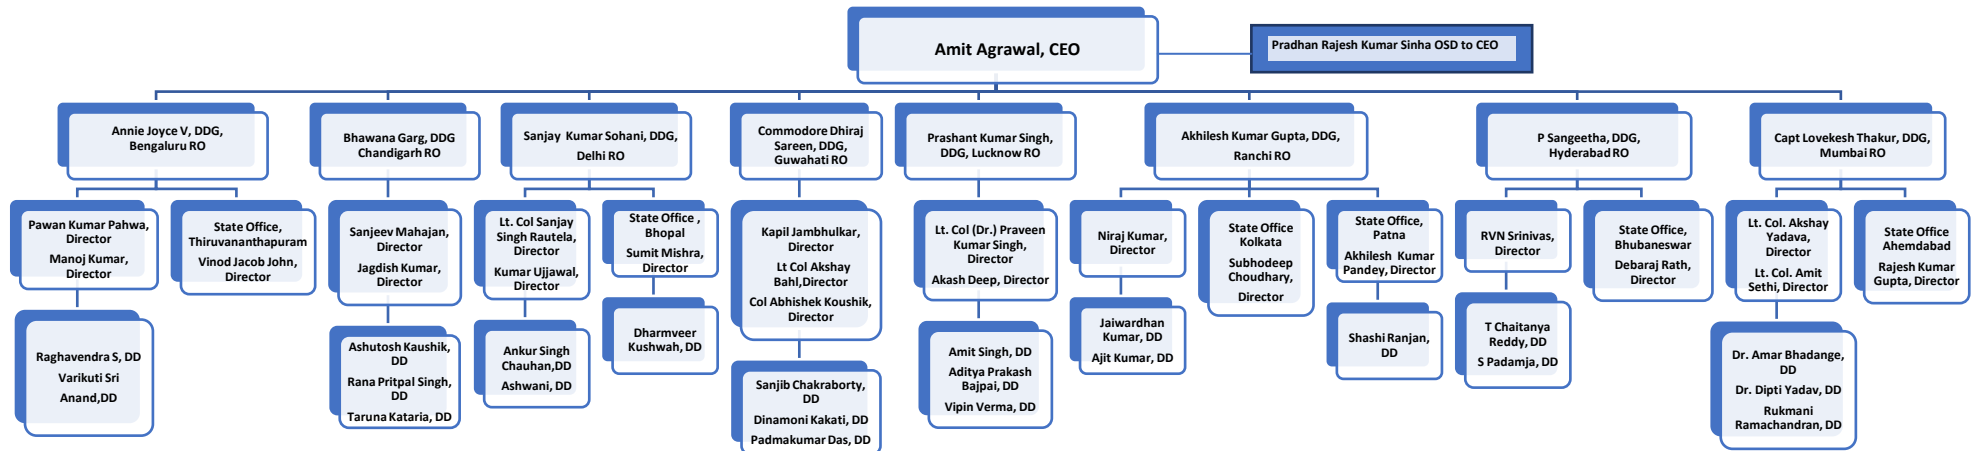 Amit Agrawal, CEO
Pradhan Rajesh Kumar Sinha OSD to CEO
Annie Joyce V, DDG,
Bengaluru RO
Bhawana Garg, DDG
Chandigarh RO
Sanjay Kumar Sohani, DDG,
Delhi RO
Commodore Dhiraj
Sareen, DDG,
Guwahati RO
Prashant Kumar Singh,
DDG, Lucknow RO
Akhilesh Kumar Gupta, DDG,
Ranchi RO
P Sangeetha, DDG,
Hyderabad RO
Capt Lovekesh Thakur, DDG,
Mumbai RO
Pawan Kumar Pahwa,
Director
Manoj Kumar,
Director
State Office,
Thiruvananthapuram
Vinod Jacob John,
Director
Sanjeev Mahajan,
Director
Jagdish Kumar,
Director
Lt. Col Sanjay
Singh Rautela,
Director
Kumar Ujjawal,
Director
State Office ,
Bhopal
Sumit Mishra,
Director
Kapil Jambhulkar,
Director
Lt Col Akshay
Bahl,Director
Col Abhishek Koushik,
Director
Lt. Col (Dr.) Praveen
Kumar Singh,
Director
Akash Deep, Director
Niraj Kumar,
Director
State Office
Kolkata
Subhodeep
Choudhary,
Director
State Office,
Patna
Akhilesh Kumar
Pandey, Director
RVN Srinivas,
Director
State Office,
Bhubaneswar
Debaraj Rath,
Director
Lt. Col. Akshay
Yadava,
Director
Lt. Col. Amit
Sethi, Director
State Office
Ahemdabad
Rajesh Kumar
Gupta, Director
Raghavendra S, DD
Varikuti Sri
Anand,DD
Ashutosh Kaushik,
DD
Rana Pritpal Singh,
DD
Taruna Kataria, DD
Ankur Singh
Chauhan,DD
Ashwani, DD
Dharmveer
Kushwah, DD
Sanjib Chakraborty,
DD
Dinamoni Kakati, DD
Padmakumar Das, DD
Amit Singh, DD
Aditya Prakash
Bajpai, DD
Vipin Verma, DD
Jaiwardhan
Kumar, DD
Ajit Kumar, DD
Shashi Ranjan,
DD
T Chaitanya
Reddy, DD
S Padamja, DD
Dr. Amar Bhadange,
DD
Dr. Dipti Yadav, DD
Rukmani
Ramachandran, DD